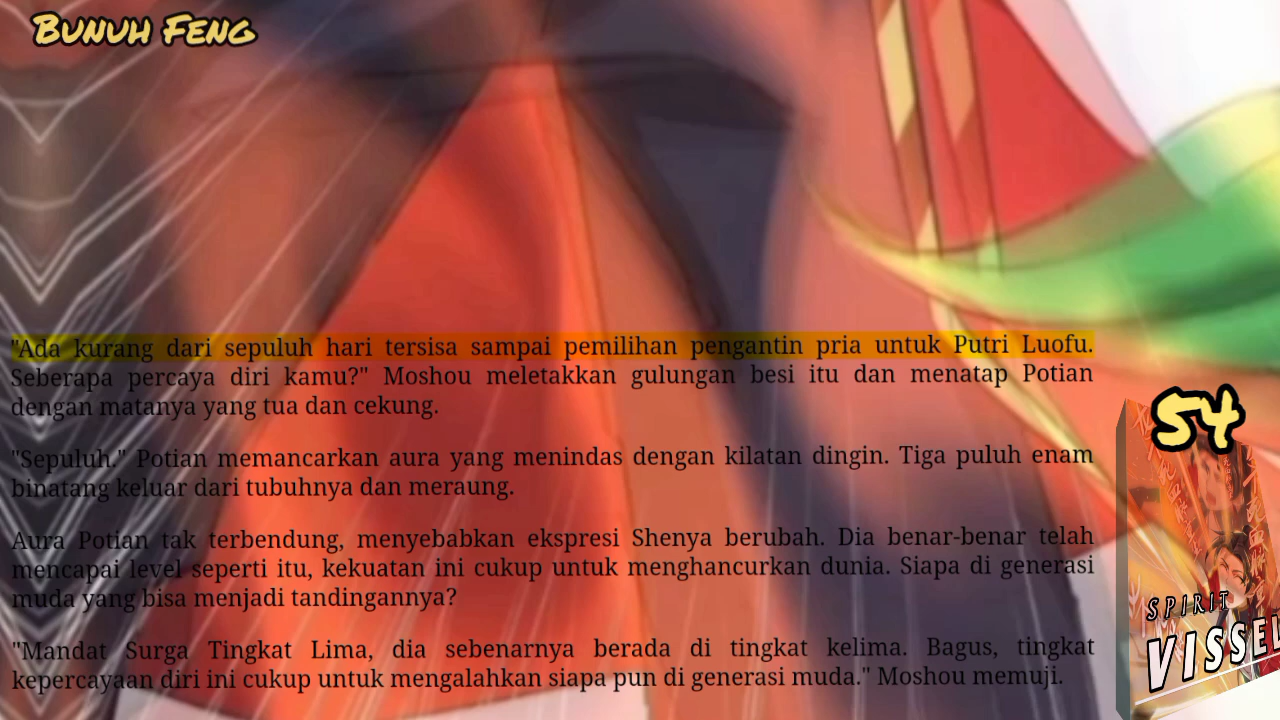 Bunuh Feng
"Ada kurang dari sepuluh hari tersisa sampai pemilihan pengantin pria untuk Putri Luofu.
Seberapa percaya diri kamu?" Moshou meletakkan gulungan besi itu dan menatap Potian
dengan matanya yang tua dan cekung.
"Sepuluh." Potian memancarkan aura yang menindas dengan kilatan dingin. Tiga puluh enam
binatang keluar dari tubuhnya dan meraung.
Aura Potian tak terbendung, menyebabkan ekspresi Shenya berubah. Dia benar-benar telah
mencapai level seperti itu, kekuatan ini cukup untuk menghancurkan dunia. Siapa di generasi
muda yang bisa menjadi tandingannya?
"Mandat Surga Tingkat Lima, dia sebenarnya berada di tingkat kelima. Bagus, tingkat
kepercayaan diri ini cukup untuk mengalahkan siapa pun di generasi muda." Moshou memuji.
54
SPIRIT
VISSEL